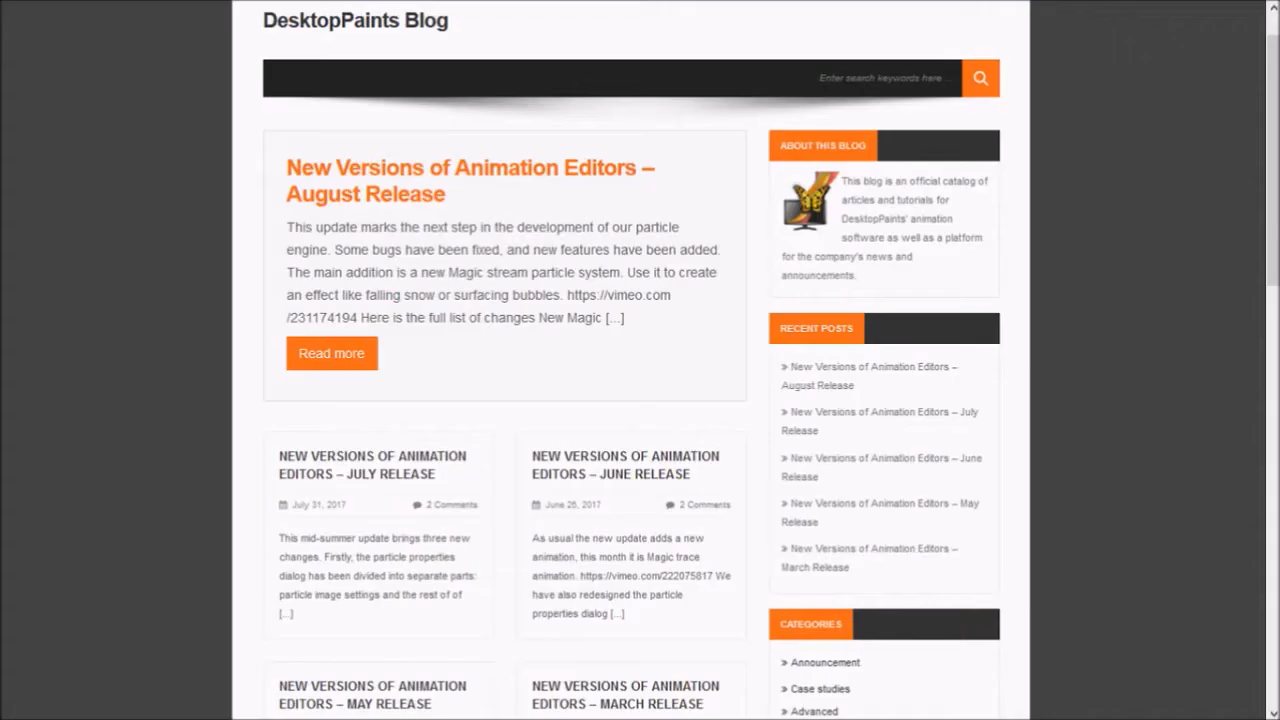 DesktopPaints Blog
Enter search keywords here ...
New Versions of Animation Editors –
August Release
This update marks the next step in the development of our particle
engine. Some bugs have been fixed, and new features have been added.
The main addition is a new Magic stream particle system. Use it to create
an effect like falling snow or surfacing bubbles. https://vimeo.com
/231174194 Here is the full list of changes New Magic [...]
Read more
NEW VERSIONS OF ANIMATION
EDITORS – JULY RELEASE
July 31, 2017 2 Comments
This mid-summer update brings three new
changes. Firstly, the particle properties
dialog has been divided into separate parts:
particle image settings and the rest of of
[...]
NEW VERSIONS OF ANIMATION
EDITORS – JUNE RELEASE
June 26, 2017 2 Comments
As usual the new update adds a new
animation, this month it is Magic trace
animation. https://vimeo.com/222075817 We
have also redesigned the particle
properties dialog [...]
NEW VERSIONS OF ANIMATION
EDITORS – MAY RELEASE
NEW VERSIONS OF ANIMATION
EDITORS – MARCH RELEASE
ABOUT THIS BLOG
This blog is an official catalog of
articles and tutorials for
DesktopPaints' animation
software as well as a platform
for the company's news and
announcements.
RECENT POSTS
» New Versions of Animation Editors –
August Release
» New Versions of Animation Editors – July
Release
» New Versions of Animation Editors – June
Release
» New Versions of Animation Editors – May
Release
» New Versions of Animation Editors –
March Release
CATEGORIES
» Announcement
» Case studies
» Advanced